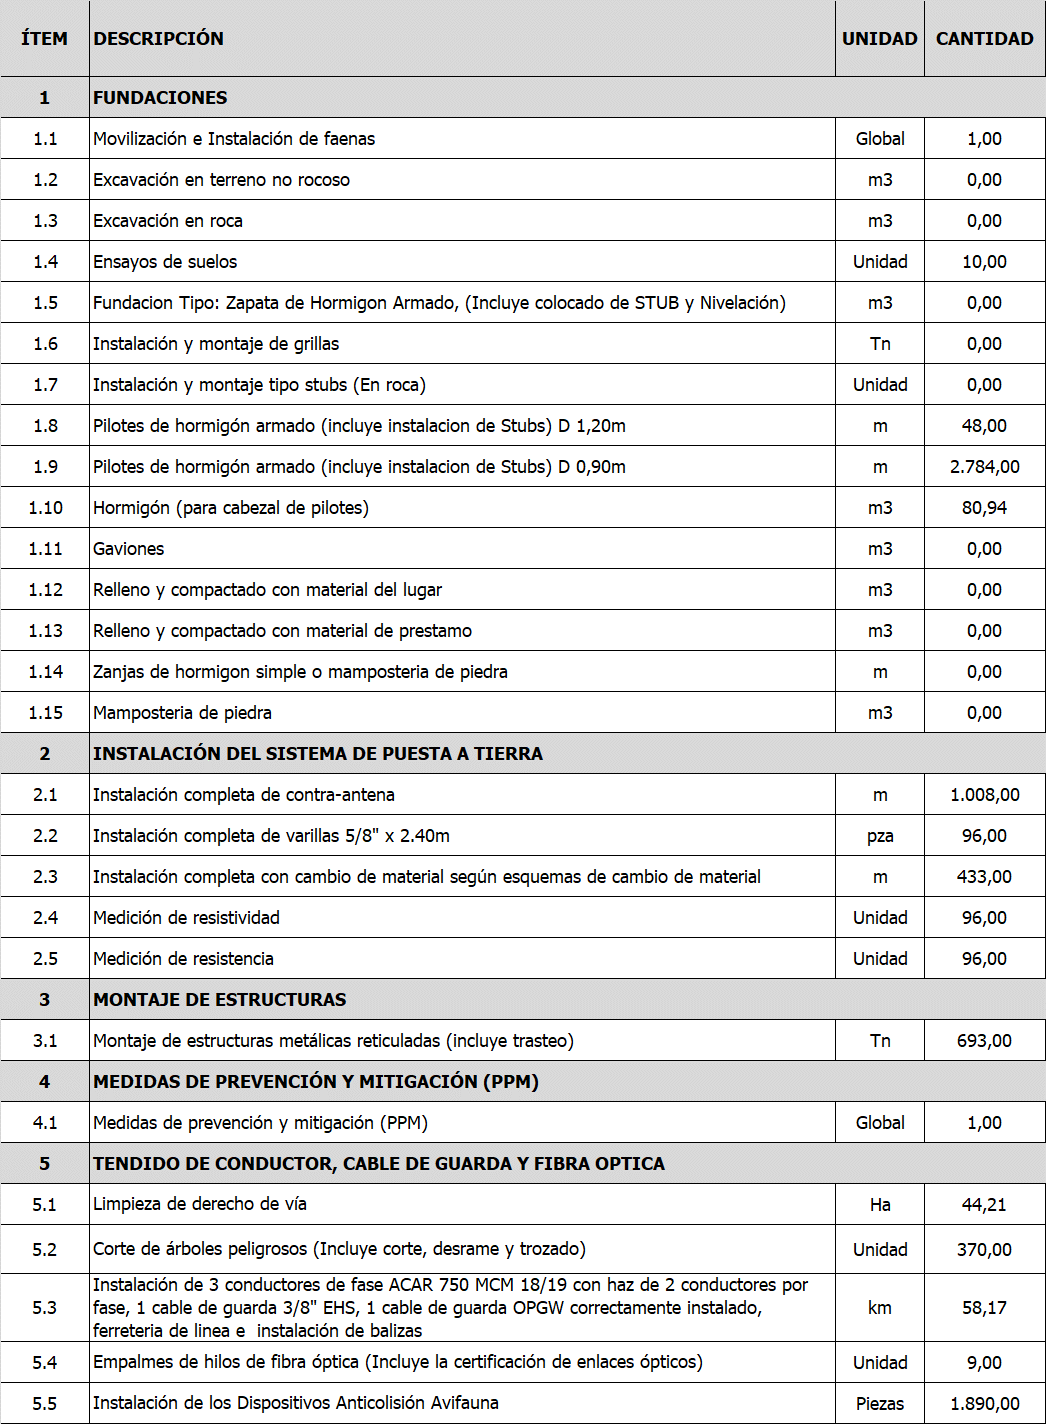 ÍTEM DESCRIPCIÓN UNIDAD CANTIDAD
1 FUNDACIONES
1.1 Movilización e Instalación de faenas Global 1,00
1.2 Excavación en terreno no rocoso m3 0,00
1.3 Excavación en roca m3 0,00
1.4 Ensayos de suelos Unidad 10,00
1.5 Fundacion Tipo: Zapata de Hormigon Armado, (Incluye colocado de STUB y Nivelación) m3 0,00
1.6 Instalación y montaje de grillas Tn 0,00
1.7 Instalación y montaje tipo stubs (En roca) Unidad 0,00
1.8 Pilotes de hormigón armado (incluye instalacion de Stubs) D 1,20m m 48,00
1.9 Pilotes de hormigón armado (incluye instalacion de Stubs) D 0,90m m 2.784,00
1.10 Hormigón (para cabezal de pilotes) m3 80,94
1.11 Gaviones m3 0,00
1.12 Relleno y compactado con material del lugar m3 0,00
1.13 Relleno y compactado con material de prestamo m3 0,00
1.14 Zanjas de hormigon simple o mamposteria de piedra m 0,00
1.15 Mamposteria de piedra m3 0,00
2 INSTALACIÓN DEL SISTEMA DE PUESTA A TIERRA
2.1 Instalación completa de contra-antena m 1.008,00
2.2 Instalación completa de varillas 5/8" x 2.40m pza 96,00
2.3 Instalación completa con cambio de material según esquemas de cambio de material m 433,00
2.4 Medición de resistividad Unidad 96,00
2.5 Medición de resistencia Unidad 96,00
3 MONTAJE DE ESTRUCTURAS
3.1 Montaje de estructuras metálicas reticuladas (incluye trasteo) Tn 693,00
4 MEDIDAS DE PREVENCIÓN Y MITIGACIÓN (PPM)
4.1 Medidas de prevención y mitigación (PPM) Global 1,00
5 TENDIDO DE CONDUCTOR, CABLE DE GUARDA Y FIBRA OPTICA
5.1 Limpieza de derecho de vía Ha 44,21
5.2 Corte de árboles peligrosos (Incluye corte, desrame y trozado) Unidad 370,00
5.3 Instalación de 3 conductores de fase ACAR 750 MCM 18/19 con haz de 2 conductores por
fase, 1 cable de guarda 3/8" EHS, 1 cable de guarda OPGW correctamente instalado, km 58,17
ferreteria de linea e instalación de balizas
5.4 Empalmes de hilos de fibra óptica (Incluye la certificación de enlaces ópticos) Unidad 9,00
5.5 Instalación de los Dispositivos Anticolisión Avifauna Piezas 1.890,00